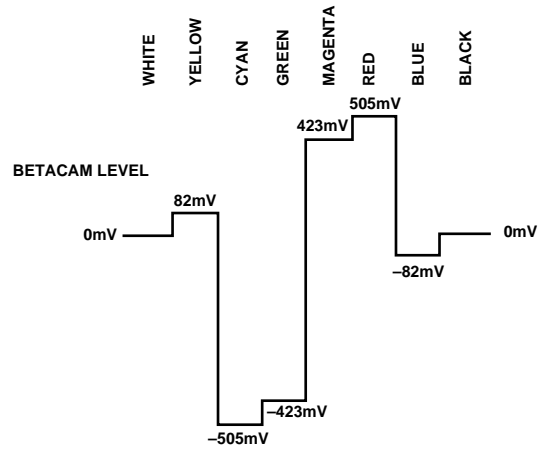 WHITE
YELLOW
CYAN
GREEN
MAGENTA
RED
BLUE
BLACK
505mV
423mV
BETACAM LEVEL
82mV
0mV
0mV
–82mV
–423mV
–505mV